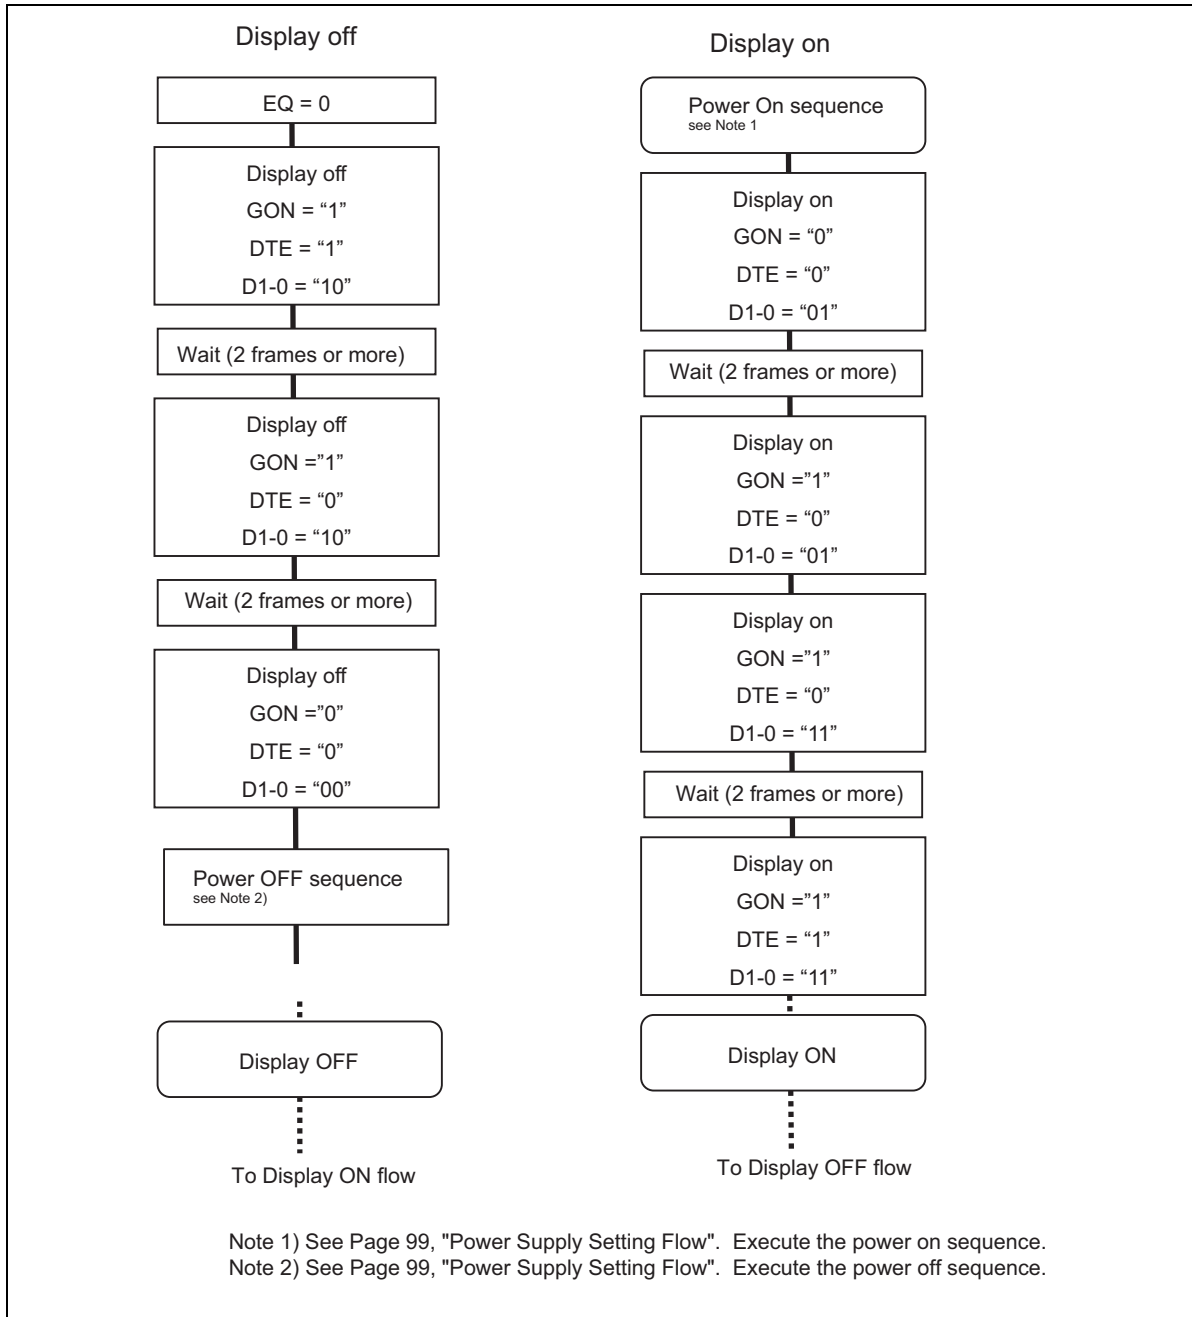 Display off
EQ = 0
Display off
GON = “1”
DTE = “1”
D1-0 = “10”
Wait (2 frames or more)
Display off
GON =”1”
DTE = “0”
D1-0 = “10”
Wait (2 frames or more)
Display off
GON =”0”
DTE = “0”
D1-0 = “00”
Power OFF sequence
see Note 2)
Display OFF
To Display ON flow
Display on
Power On sequence
see Note 1
Display on
GON = “0”
DTE = “0”
D1-0 = “01”
Wait (2 frames or more)
Display on
GON =”1”
DTE = “0”
D1-0 = “01”
Display on
GON =”1”
DTE = “0”
D1-0 = “11”
Wait (2 frames or more)
Display on
GON =”1”
DTE = “1”
D1-0 = “11”
Display ON
To Display OFF flow
Note 1) See Page 99, "Power Supply Setting Flow".  Execute the power on sequence.
Note 2) See Page 99, "Power Supply Setting Flow".  Execute the power off sequence.